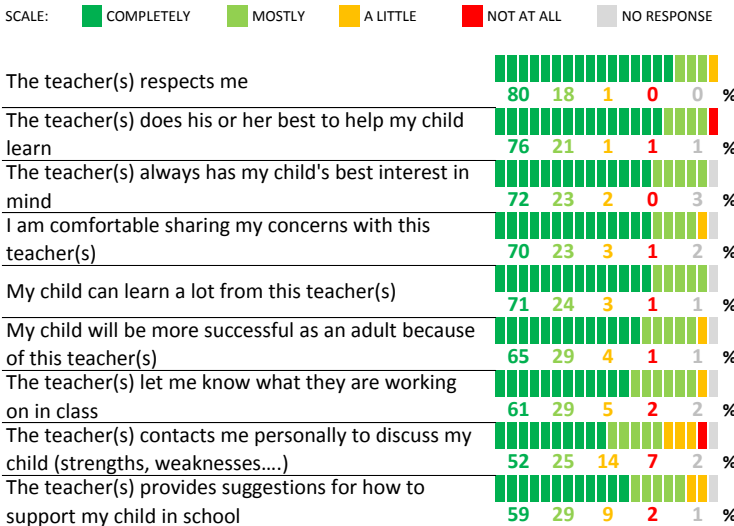 SCALE: COMPLETELY MOSTLY A LITTLE NOT AT ALL NO RESPONSE
The teacher(s) respects me
80 18 1 0 0 %
The teacher(s) does his or her best to help my child
learn
76 21 1 1 1 %
The teacher(s) always has my child's best interest in
mind
72 23 2 0 3 %
I am comfortable sharing my concerns with this
teacher(s)
70 23 3 1 2 %
My child can learn a lot from this teacher(s)
71 24 3 1 1 %
My child will be more successful as an adult because
of this teacher(s)
65 29 4 1 1 %
The teacher(s) let me know what they are working
on in class
61 29 5 2 2 %
The teacher(s) contacts me personally to discuss my
child (strengths, weaknesses....)
52 25 14 7 2 %
The teacher(s) provides suggestions for how to
support my child in school
59 29 9 2 1 %